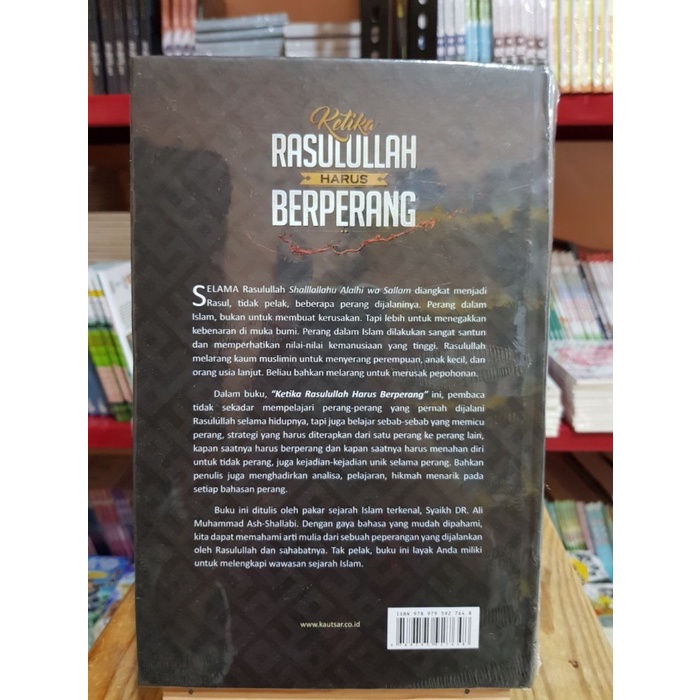 Ketika
RASULULLAH
HARUS
BERPERANG
SELAMA Rasulullah Shalllallahu Alaihi wa Sallam diangkat menjadi
Rasul, tidak pelak, beberapa perang dijalaninya. Perang dalam
Islam, bukan untuk membuat kerusakan. Tapi lebih untuk menegakkan
kebenaran di muka bumi. Perang dalam Islam dilakukan sangat santun
dan memperhatikan nilai-nilai kemanusiaan yang tinggi. Rasulullah
melarang kaum muslimin untuk menyerang perempuan, anak kecil, dan
orang usia lanjut. Beliau bahkan melarang untuk merusak pepohonan.
Dalam buku, "Ketika Rasulullah Harus Berperang" ini, pembaca
tidak sekadar mempelajari perang-perang yang pernah dijalani
Rasulullah selama hidupnya, tapi juga belajar sebab-sebab yang memicu
perang, strategi yang harus diterapkan dari satu perang ke perang lain,
kapan saatnya harus berperang dan kapan saatnya harus menahan diri
untuk tidak perang, juga kejadian-kejadian unik selama perang. Bahkan
penulis juga menghadirkan analisa, pelajaran, hikmah menarik pada
setiap bahasan perang.
Buku ini ditulis oleh pakar sejarah Islam terkenal, Syaikh DR. Ali
Muhammad Ash-Shallabi. Dengan gaya bahasa yang mudah dipahami,
kita dapat memahami arti mulia dari sebuah peperangan yang dijalankan
oleh Rasulullah dan sahabatnya. Tak pelak, buku ini layak Anda miliki
untuk melengkapi wawasan sejarah Islam.
www.kautsar.co.id
ISBN 978 979 592 764 8